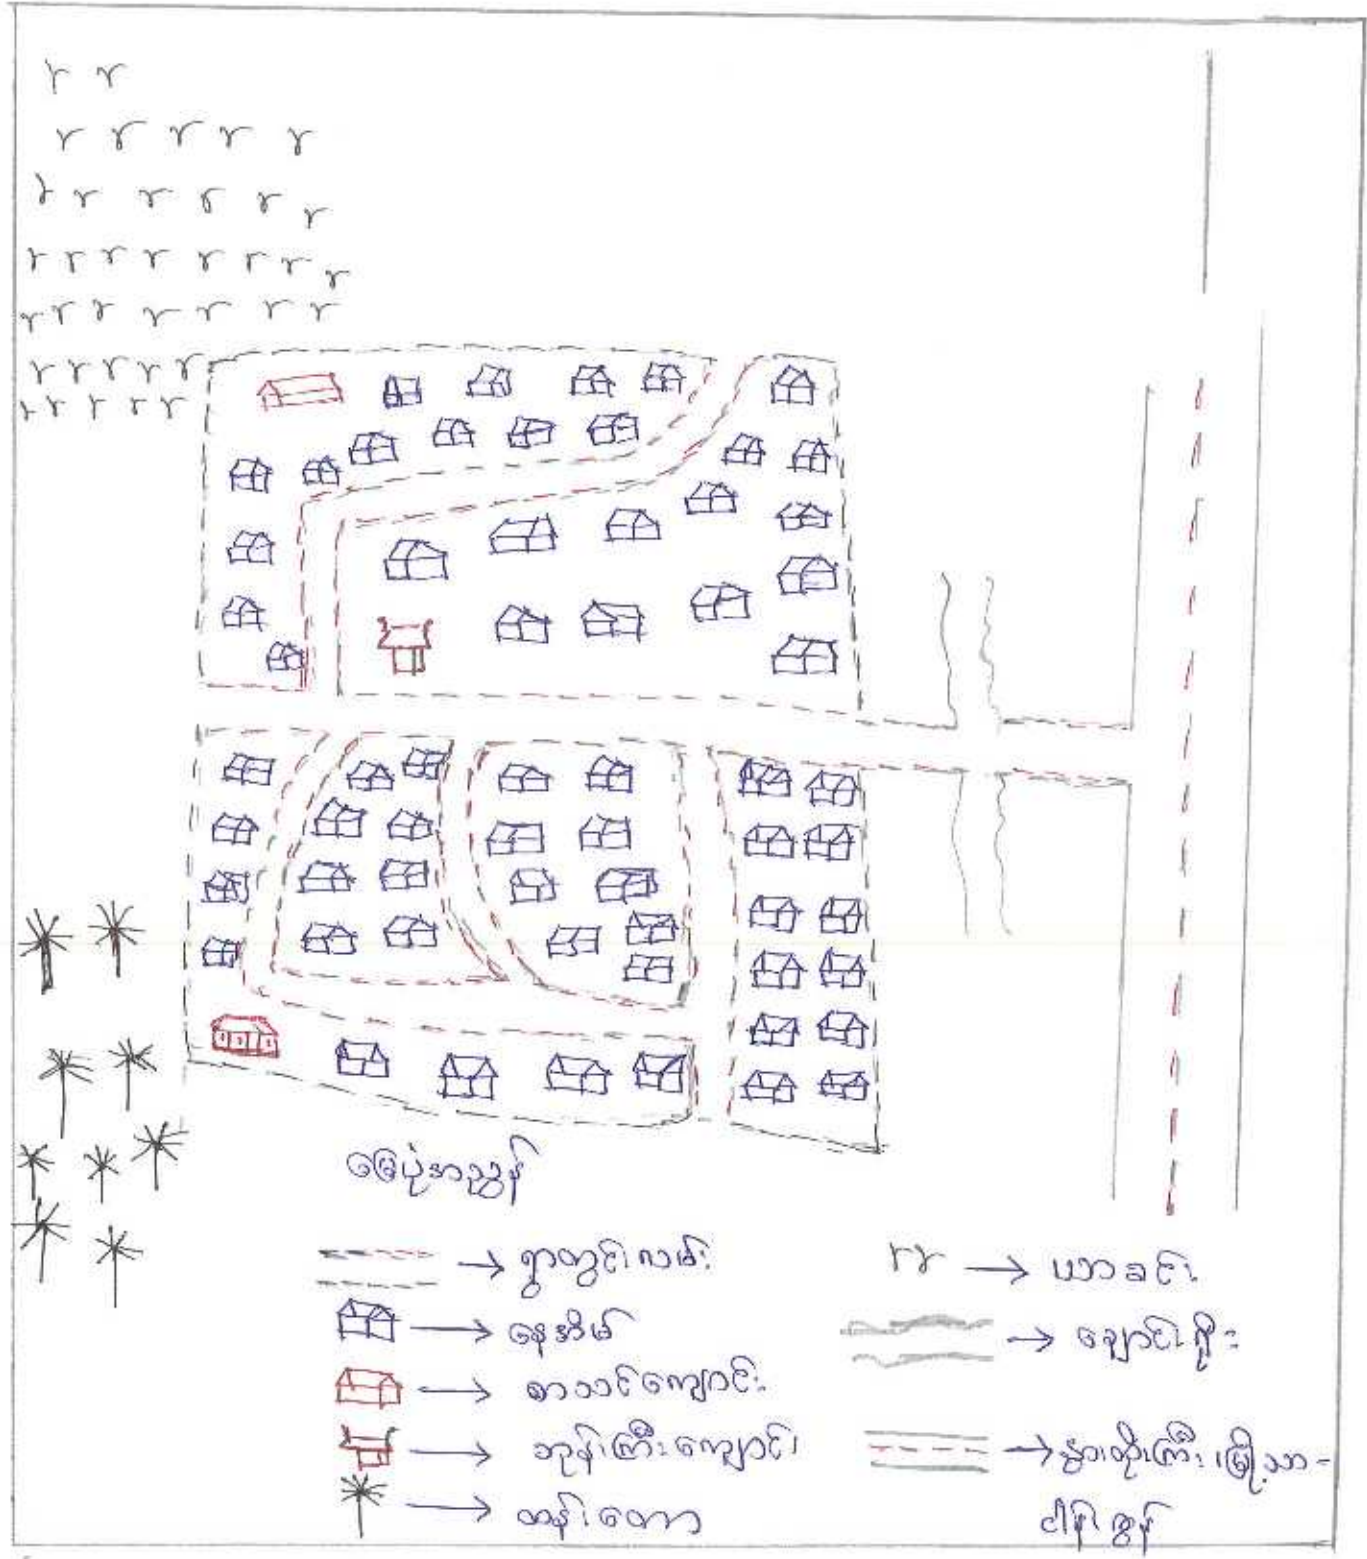 မြေပုံအညွှန်
ရွာတွင်းလမ်း
နေအိမ်
စာသင်ကျောင်း
ဘုန်းကြီးကျောင်း
ထန်းတော
ယာခင်း
ချောင်းရိုး